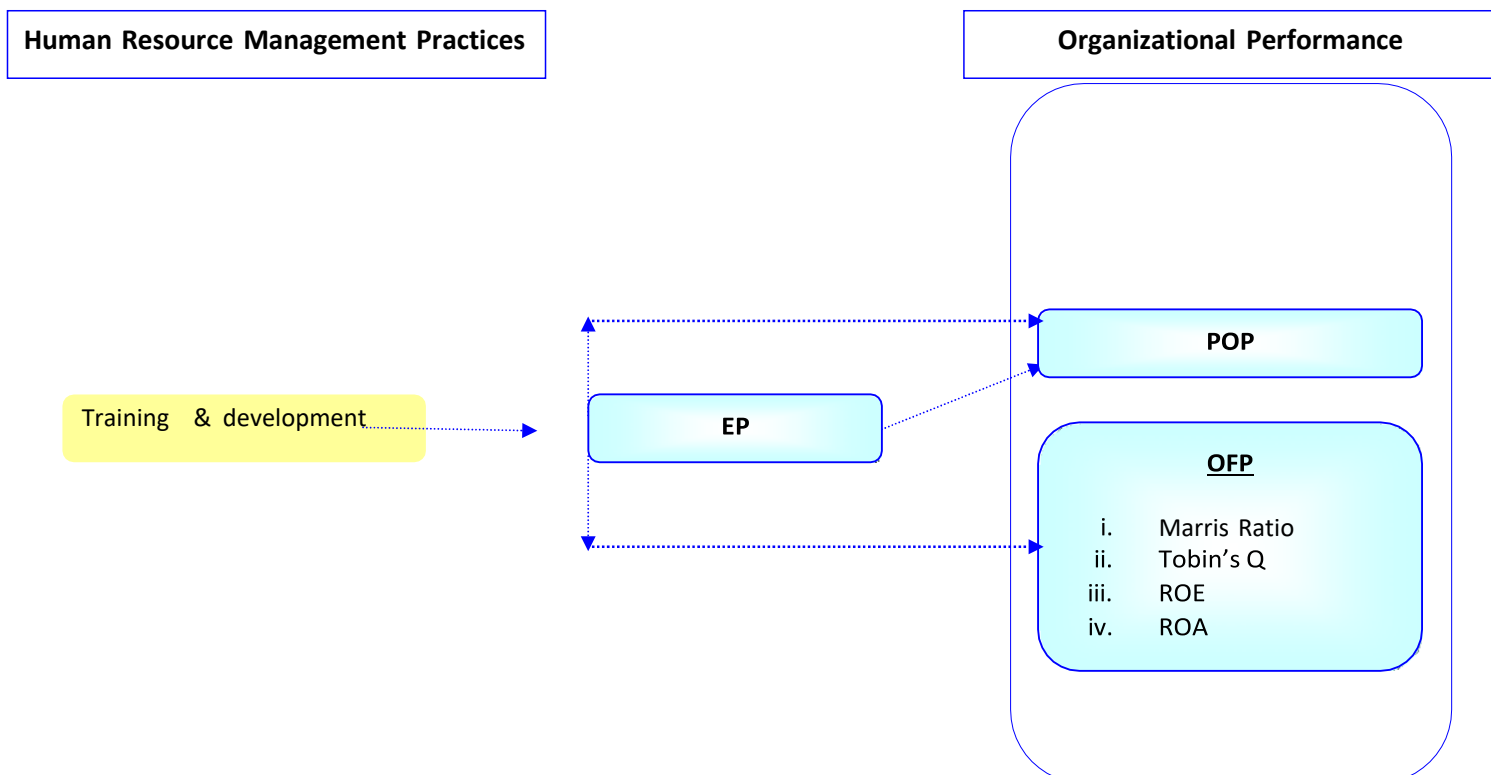 Human Resource Management Practices
Organizational Performance
POP
Training & development
EP
OFP
i. Marris Ratio
ii. Tobin’s Q
iii. ROE
iv. ROA